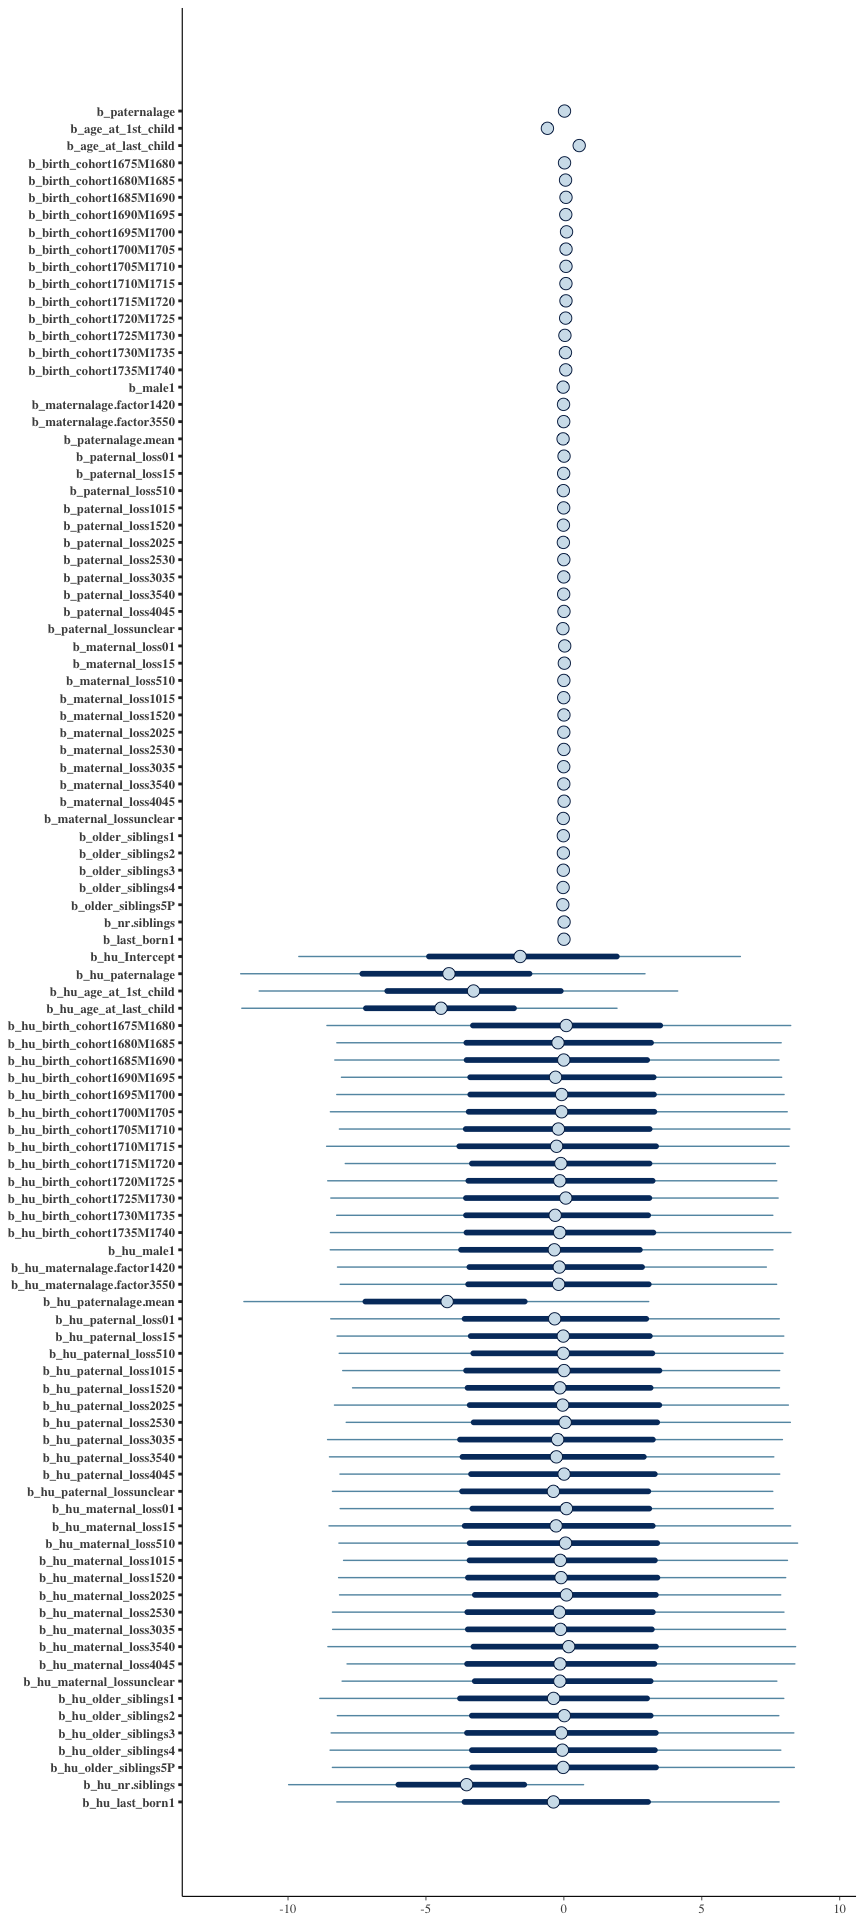 b_paternalage
b_age_at_1st_child
b_age_at_last_child
b_birth_cohort1675M1680
b_birth_cohort1680M1685
b_birth_cohort1685M1690
b_birth_cohort1690M1695
b_birth_cohort1695M1700
b_birth_cohort1700M1705
b_birth_cohort1705M1710
b_birth_cohort1710M1715
b_birth_cohort1715M1720
b_birth_cohort1720M1725
b_birth_cohort1725M1730
b_birth_cohort1730M1735
b_birth_cohort1735M1740
b_male1
b_maternalage.factor1420
b_maternalage.factor3550
b_paternalage.mean
b_paternal_loss01
b_paternal_loss15
b_paternal_loss510
b_paternal_loss1015
b_paternal_loss1520
b_paternal_loss2025
b_paternal_loss2530
b_paternal_loss3035
b_paternal_loss3540
b_paternal_loss4045
b_paternal_lossunclear
b_maternal_loss01
b_maternal_loss15
b_maternal_loss510
b_maternal_loss1015
b_maternal_loss1520
b_maternal_loss2025
b_maternal_loss2530
b_maternal_loss3035
b_maternal_loss3540
b_maternal_loss4045
b_maternal_lossunclear
b_older_siblings1
b_older_siblings2
b_older_siblings3
b_older_siblings4
b_older_siblings5P
b_nr.siblings
b_last_born1
b_hu_Intercept
b_hu_paternalage
b_hu_age_at_1st_child
b_hu_age_at_last_child
b_hu_birth_cohort1675M1680
b_hu_birth_cohort1680M1685
b_hu_birth_cohort1685M1690
b_hu_birth_cohort1690M1695
b_hu_birth_cohort1695M1700
b_hu_birth_cohort1700M1705
b_hu_birth_cohort1705M1710
b_hu_birth_cohort1710M1715
b_hu_birth_cohort1715M1720
b_hu_birth_cohort1720M1725
b_hu_birth_cohort1725M1730
b_hu_birth_cohort1730M1735
b_hu_birth_cohort1735M1740
b_hu_male1
b_hu_maternalage.factor1420
b_hu_maternalage.factor3550
b_hu_paternalage.mean
b_hu_paternal_loss01
b_hu_paternal_loss15
b_hu_paternal_loss510
b_hu_paternal_loss1015
b_hu_paternal_loss1520
b_hu_paternal_loss2025
b_hu_paternal_loss2530
b_hu_paternal_loss3035
b_hu_paternal_loss3540
b_hu_paternal_loss4045
b_hu_paternal_lossunclear
b_hu_maternal_loss01
b_hu_maternal_loss15
b_hu_maternal_loss510
b_hu_maternal_loss1015
b_hu_maternal_loss1520
b_hu_maternal_loss2025
b_hu_maternal_loss2530
b_hu_maternal_loss3035
b_hu_maternal_loss3540
b_hu_maternal_loss4045
b_hu_maternal_lossunclear
b_hu_older_siblings1
b_hu_older_siblings2
b_hu_older_siblings3
b_hu_older_siblings4
b_hu_older_siblings5P
b_hu_nr.siblings
b_hu_last_born1
-10 -5 0 5 10